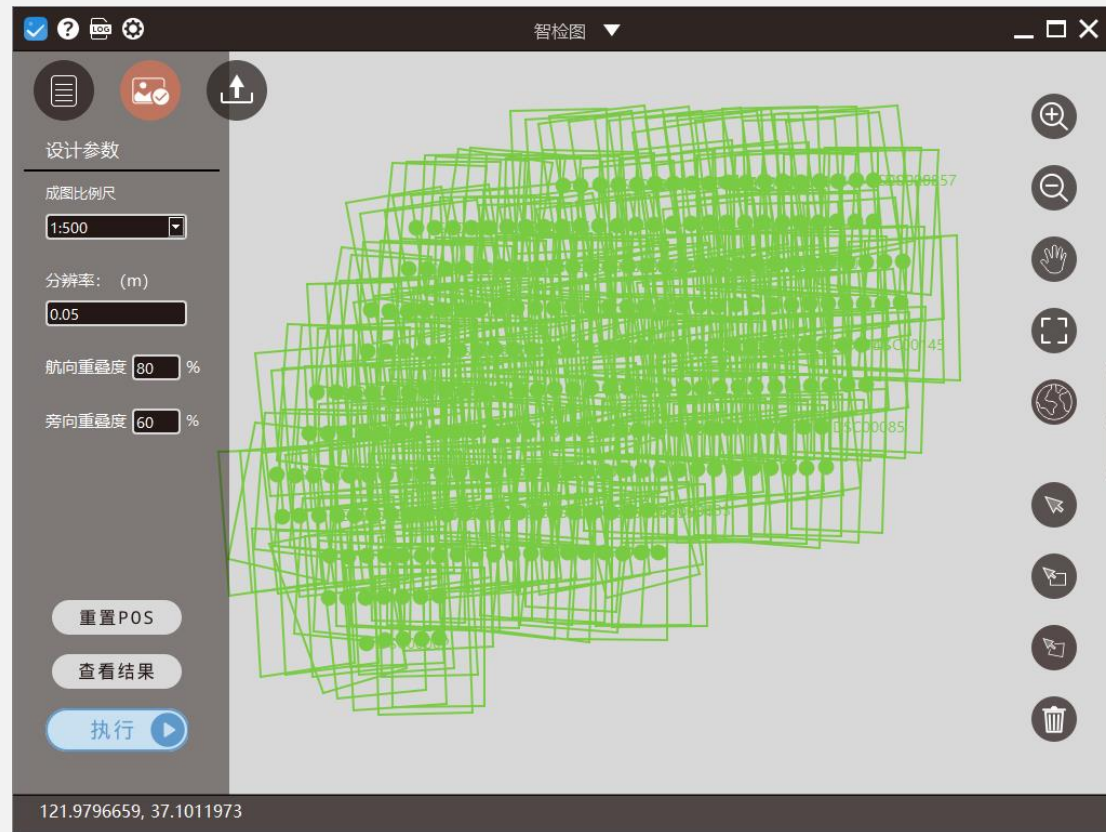 LOG
智检图
设计参数
成图比例尺
1:500
分辨率： (m)
0.05
航向重叠度 80 %
旁向重叠度 60 %
重置POS
查看结果
执行
DSC00145
DSC00085
121.9796659, 37.1011973